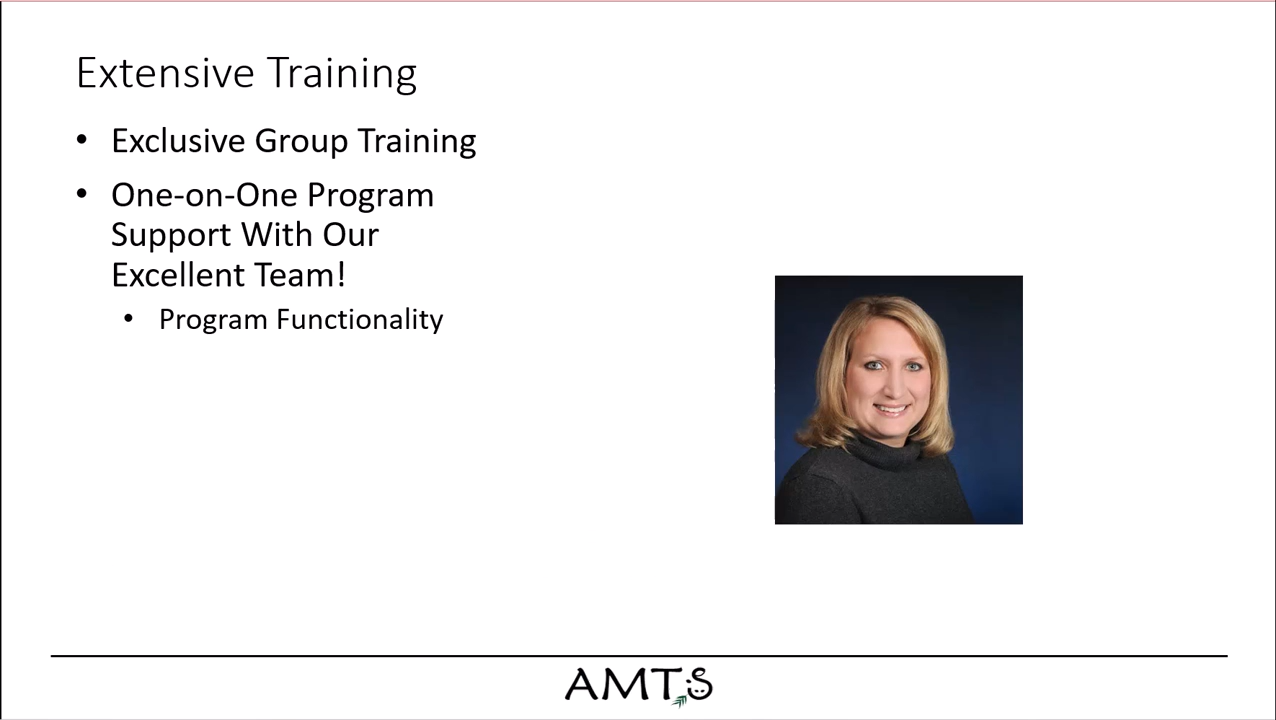 Extensive Training
• Exclusive Group Training
• One-on-One Program
Support With Our
Excellent Team!
• Program Functionality
AMTS